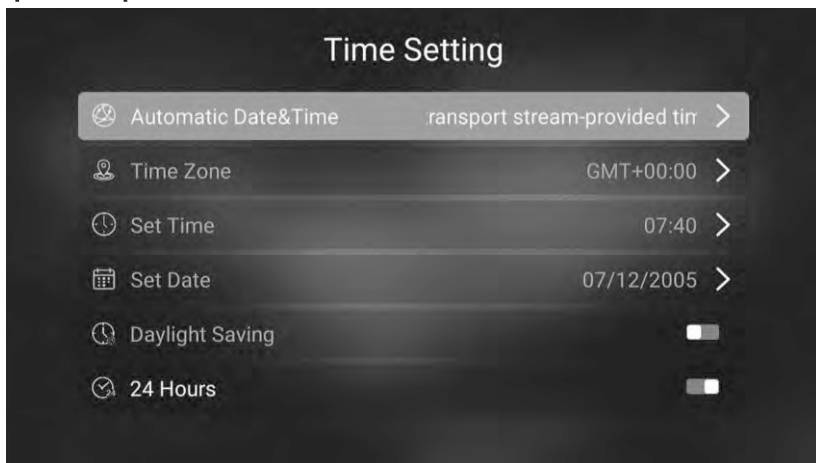 Time Setting
Automatic Date&Time ransport stream-provided tim
Time Zone GMT+00:00
Set Time 07:40
Set Date 07/12/2005
Daylight Saving
24 Hours